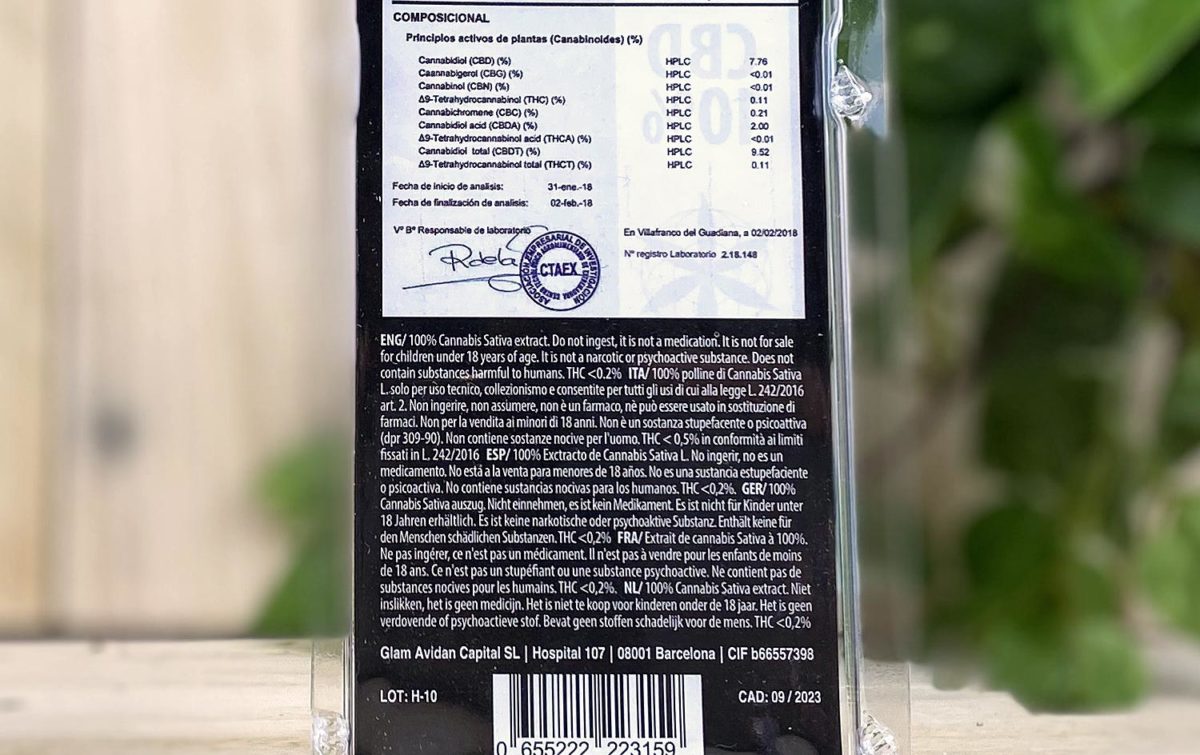 COMPOSICIONAL
Principlos activos de plantas (Canabinoides) (%)
Cannabidiol (CBD) (%) HPLC 7.76
Caannabigerol (CBG) (%) HPLC <0.01
Cannabinol (CBN) (%) HPLC <0.01
Δ9-Tetrahydrocannabinol (THC) (%) HPLC 0.11
Cannabichromene (CBC) (%) HPLC 0.21
Cannabidiol acid (CBDA) (%) HPLC 2.00
Δ9-Tetrahydrocannabinol acid (THCA) (%) HPLC <0.01
Cannabidiol total (CBDT) (%) HPLC 9.52
Δ9-Tetrahydrocannabinol total (THCT) (%) HPLC 0.11
Fecha de inicio de analisis: 31-ene.-18
Fecha de finalización de analisis: 02-feb.-18
Vº Bº Responsable de laboratorio
En Villafranco del Guadiana, a 02/02/2018
Nº registro Laboratorio 2.18.148
CTAEX
CBD
10%
ENG/ 100% Cannabis Sativa extract. Do not ingest, it is not a medication. It is not for sale
for children under 18 years of age. It is not a narcotic or psychoactive substance. Does not
contain substances harmful to humans. THC <0.2% ITA/ 100% polline di Cannabis Sativa
L.solo per uso tecnico, collezionismo e consentite per tutti gli usi di cui alla legge L. 242/2016
art. 2. Non ingerire, non assumere, non è un farmaco, nè può essere usato in sostituzione di
farmaci. Non per la vendita ai minori di 18 anni. Non è un sostanza stupefacente o psicoattiva
(dpr 309-90). Non contiene sostanze nocive per l'uomo. THC < 0,5% in conformità ai limiti
fissati in L. 242/2016 ESP/ 100% Exctracto de Cannabis Sativa L. No ingerir, no es un
medicamento. No está a la venta para menores de 18 años. No es una sustancia estupefaciente
o psicoactiva. No contiene sustancias nocivas para los humanos. THC <0,2%. GER/ 100%
Cannabis Sativa auszug. Nicht einnehmen, es ist kein Medikament. Es ist nicht für Kinder unter
18 Jahren erhältlich. Es ist keine narkotische oder psychoaktive Substanz. Enthält keine für
den Menschen schädlichen Substanzen. THC <0,2% FRA/ Extrait de cannabis Sativa à 100%.
Ne pas ingérer, ce n'est pas un médicament. Il n'est pas à vendre pour les enfants de moins
de 18 ans. Ce n'est pas un stupéfiant ou une substance psychoactive. Ne contient pas de
substances nocives pour les humains. THC <0,2%. NL/ 100% Cannabis Sativa extract. Niet
inslikken, het is geen medicijn. Het is niet te koop voor kinderen onder de 18 jaar. Het is geen
verdovende of psychoactieve stof. Bevat geen stoffen schadelijk voor de mens. THC <0,2%
Glam Avidan Capital SL | Hospital 107 | 08001 Barcelona | CIF b66557398
LOT: H-10 CAD: 09 / 2023
0 655222 223159